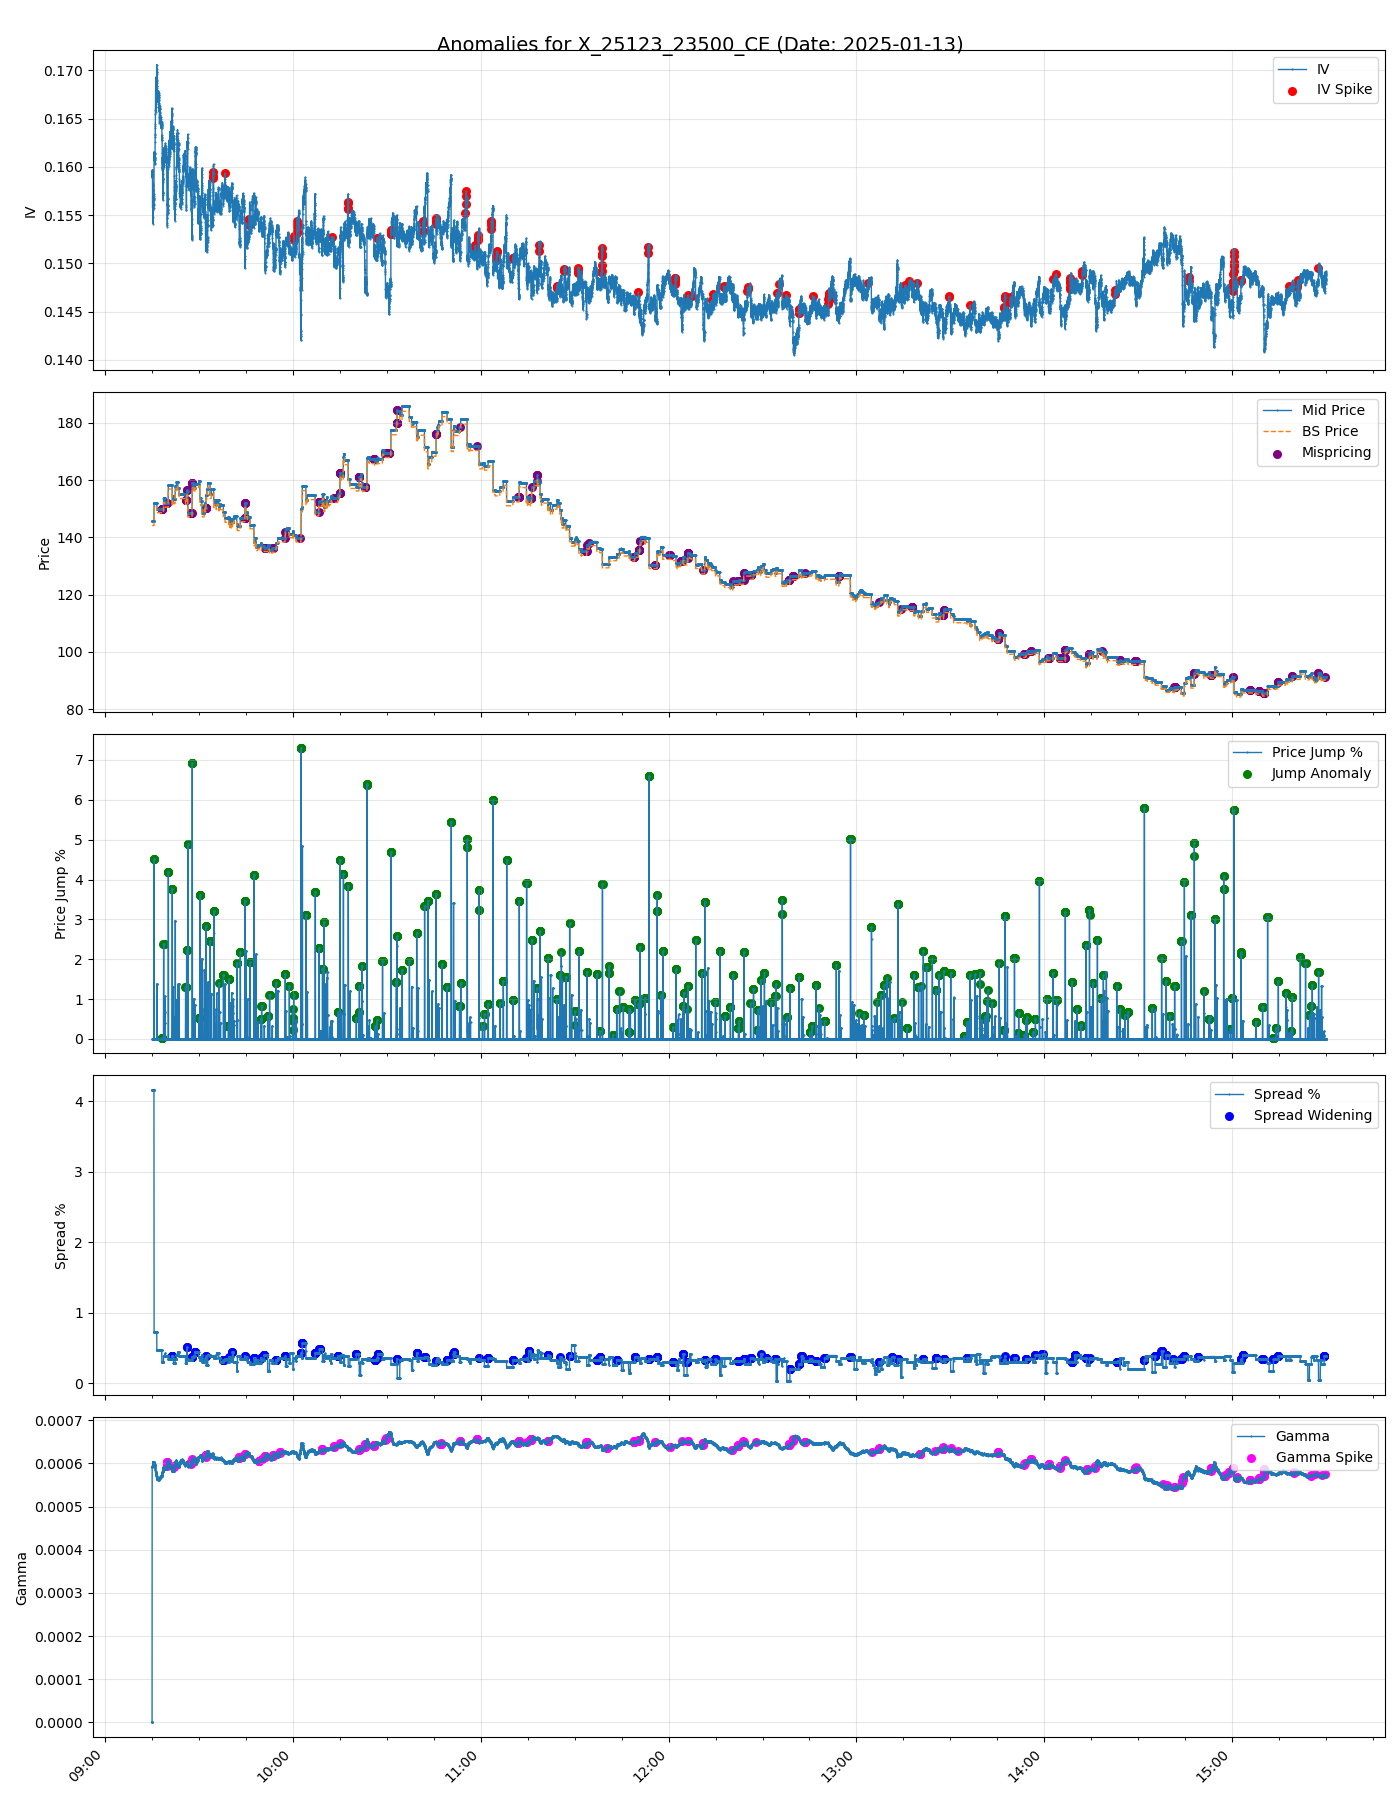 Anomalies for X_25123_23500_CE (Date: 2025-01-13)
IV
IV Spike
0.170
0.165
0.160
0.155
0.150
0.145
0.140
IV
Mid Price
BS Price
Mispricing
180
160
140
120
100
80
Price
Price Jump %
Jump Anomaly
7
6
5
4
3
2
1
0
Price Jump %
Spread %
Spread Widening
4
3
2
1
0
Spread %
Gamma
Gamma Spike
0.0007
0.0006
0.0005
0.0004
0.0003
0.0002
0.0001
0.0000
Gamma
09:00
10:00
11:00
12:00
13:00
14:00
15:00